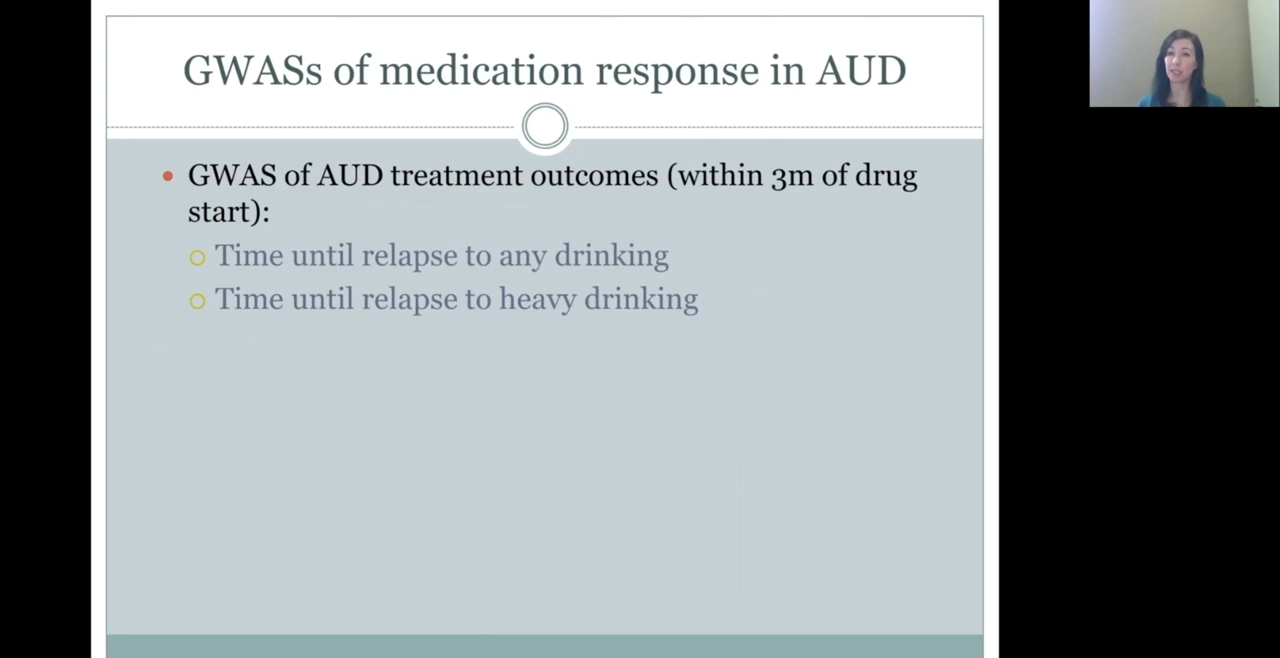 GWASs of medication response in AUD
GWAS of AUD treatment outcomes (within 3m of drug
start):
Time until relapse to any drinking
Time until relapse to heavy drinking